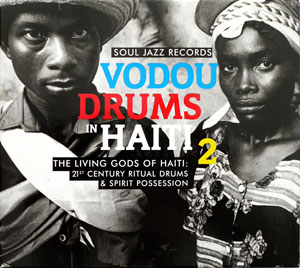 SOUL JAZZ RECORDS
VODOU
DRUMS
IN HAITI 2
THE LIVING GODS OF HAITI:
21ST CENTURY RITUAL DRUMS
& SPIRIT POSSESSION